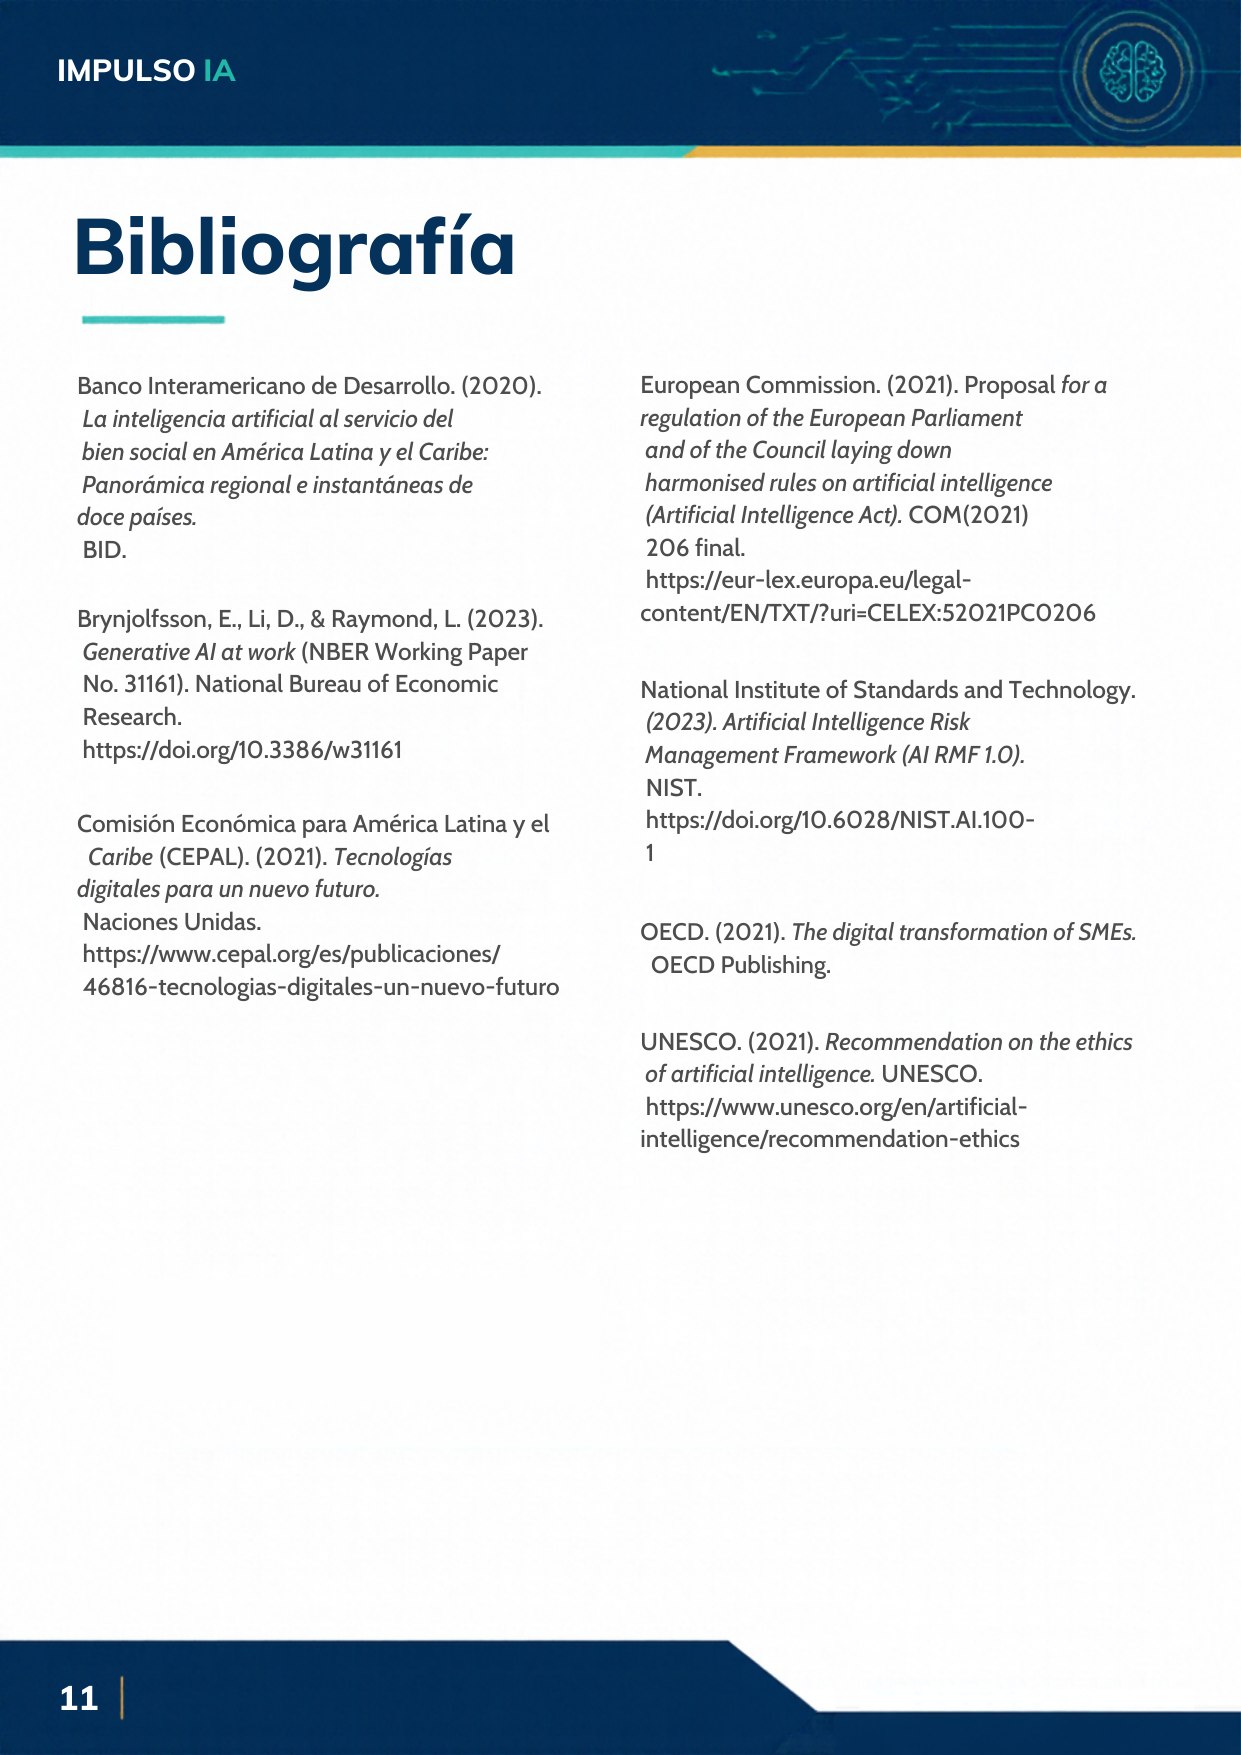 IMPULSO IA
Bibliografía
Banco Interamericano de Desarrollo. (2020).
La inteligencia artificial al servicio del
bien social en América Latina y el Caribe:
Panorámica regional e instantáneas de
doce países.
BID.
Brynjolfsson, E., Li, D., & Raymond, L. (2023).
Generative AI at work (NBER Working Paper
No. 31161). National Bureau of Economic
Research.
https://doi.org/10.3386/w31161
Comisión Económica para América Latina y el
Caribe (CEPAL). (2021). Tecnologías
digitales para un nuevo futuro.
Naciones Unidas.
https://www.cepal.org/es/publicaciones/
46816-tecnologias-digitales-un-nuevo-futuro
European Commission. (2021). Proposal for a
regulation of the European Parliament
and of the Council laying down
harmonised rules on artificial intelligence
(Artificial Intelligence Act). COM(2021)
206 final.
https://eur-lex.europa.eu/legal-
content/EN/TXT/?uri=CELEX:52021PC0206
National Institute of Standards and Technology.
(2023). Artificial Intelligence Risk
Management Framework (AI RMF 1.0).
NIST.
https://doi.org/10.6028/NIST.AI.100-
1
OECD. (2021). The digital transformation of SMEs.
OECD Publishing.
UNESCO. (2021). Recommendation on the ethics
of artificial intelligence. UNESCO.
https://www.unesco.org/en/artificial-
intelligence/recommendation-ethics
11